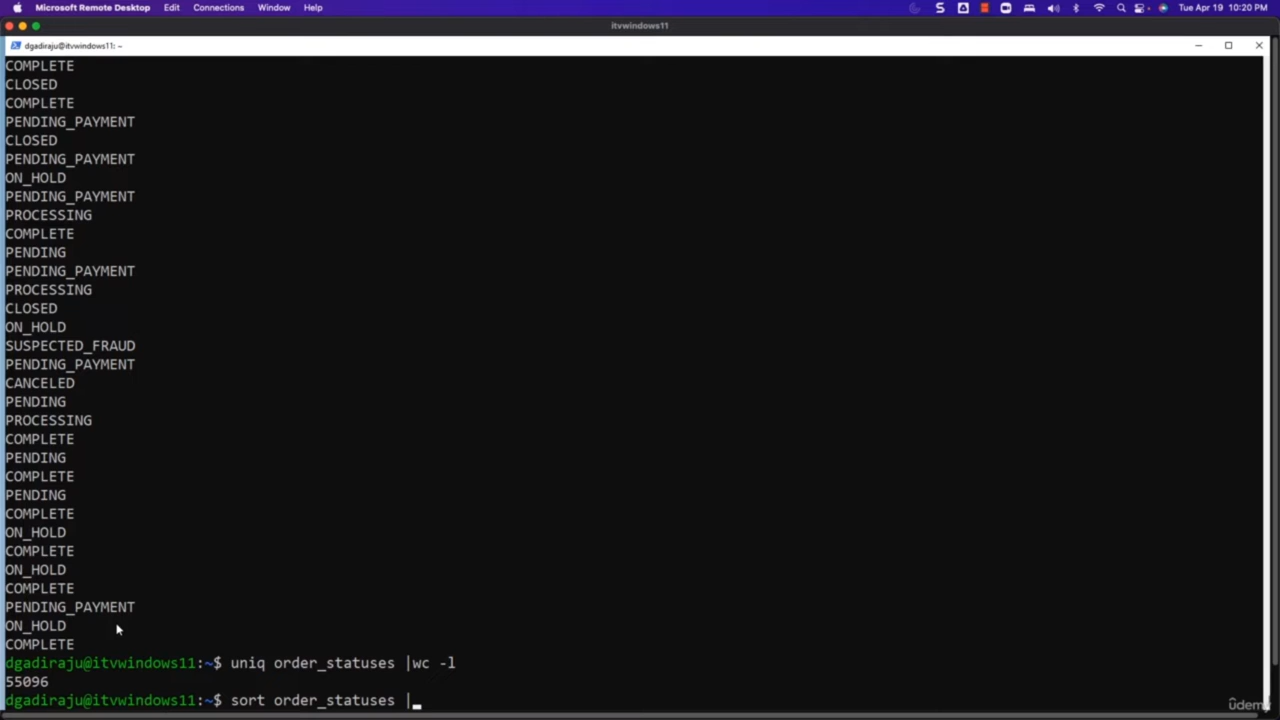 Microsoft Remote Desktop Edit Connections Window Help Tue Apr 19 10:20 PM
itvwindows11
dgadiraju@itvwindows11: ~
COMPLETE
CLOSED
COMPLETE
PENDING_PAYMENT
CLOSED
PENDING_PAYMENT
ON_HOLD
PENDING_PAYMENT
PROCESSING
COMPLETE
PENDING
PENDING_PAYMENT
PROCESSING
CLOSED
ON_HOLD
SUSPECTED_FRAUD
PENDING_PAYMENT
CANCELED
PENDING
PROCESSING
COMPLETE
PENDING
COMPLETE
PENDING
COMPLETE
ON_HOLD
COMPLETE
ON_HOLD
COMPLETE
PENDING_PAYMENT
ON_HOLD
COMPLETE
dgadiraju@itvwindows11:~$ uniq order_statuses |wc -l
55096
dgadiraju@itvwindows11:~$ sort order_statuses |
ûdemy